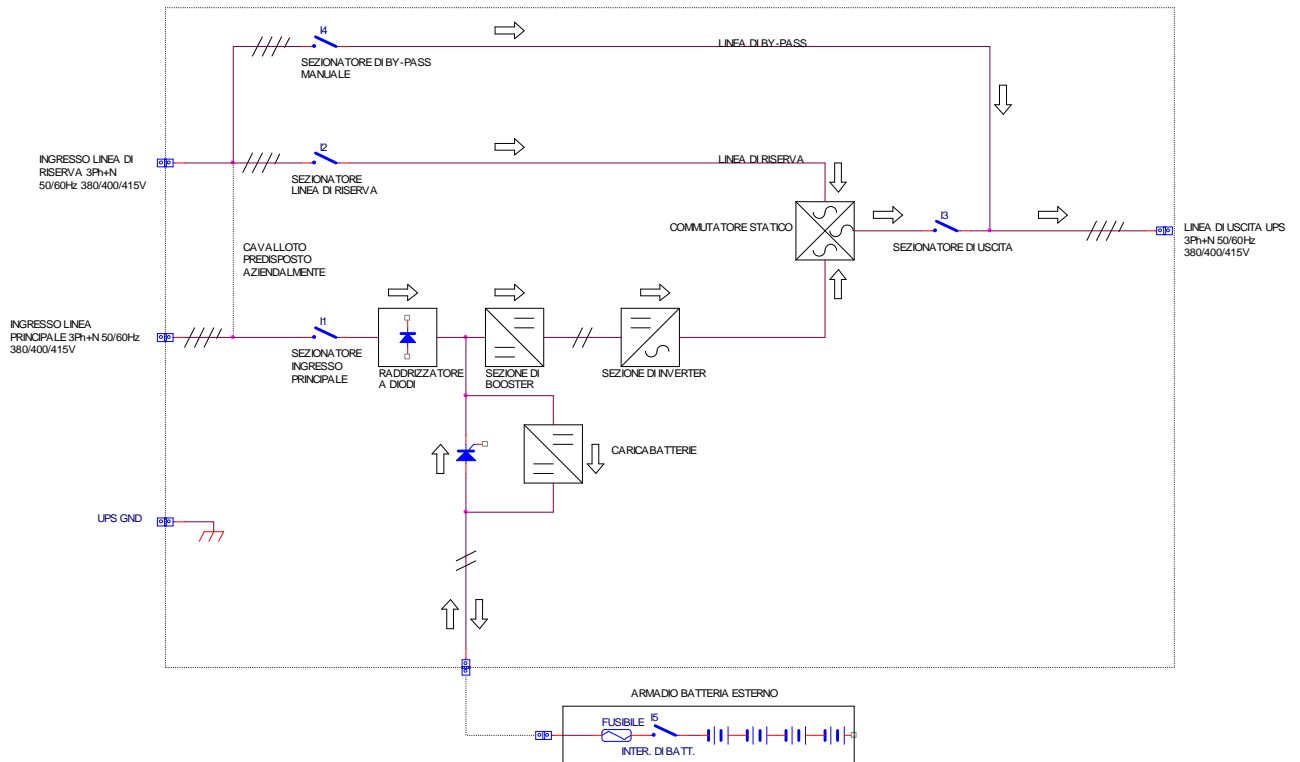 I4
LINEA DI BY-PASS
SEZIONATORE DI BY-PASS
MANUALE
INGRESSO LINEA DI
RISERVA 3Ph+N
50/60Hz 380/400/415V
I2
LINEA DI RISERVA
SEZIONATORE
LINEA DI RISERVA
COMMUTATORE STATICO
I3
SEZIONATORE DI USCITA
LINEA DI USCITA UPS
3Ph+N 50/60Hz
380/400/415V
CAVALLOTO
PREDISPOSTO
AZIENDALMENTE
INGRESSO LINEA
PRINCIPALE 3Ph+N 50/60Hz
380/400/415V
I1
SEZIONATORE
INGRESSO
PRINCIPALE
RADDRIZZATORE
A DIODI
SEZIONE DI
BOOSTER
SEZIONE DI INVERTER
CARICABATTERIE
UPS GND
ARMADIO BATTERIA ESTERNO
FUSIBILE
I5
INTER. DI BATT.